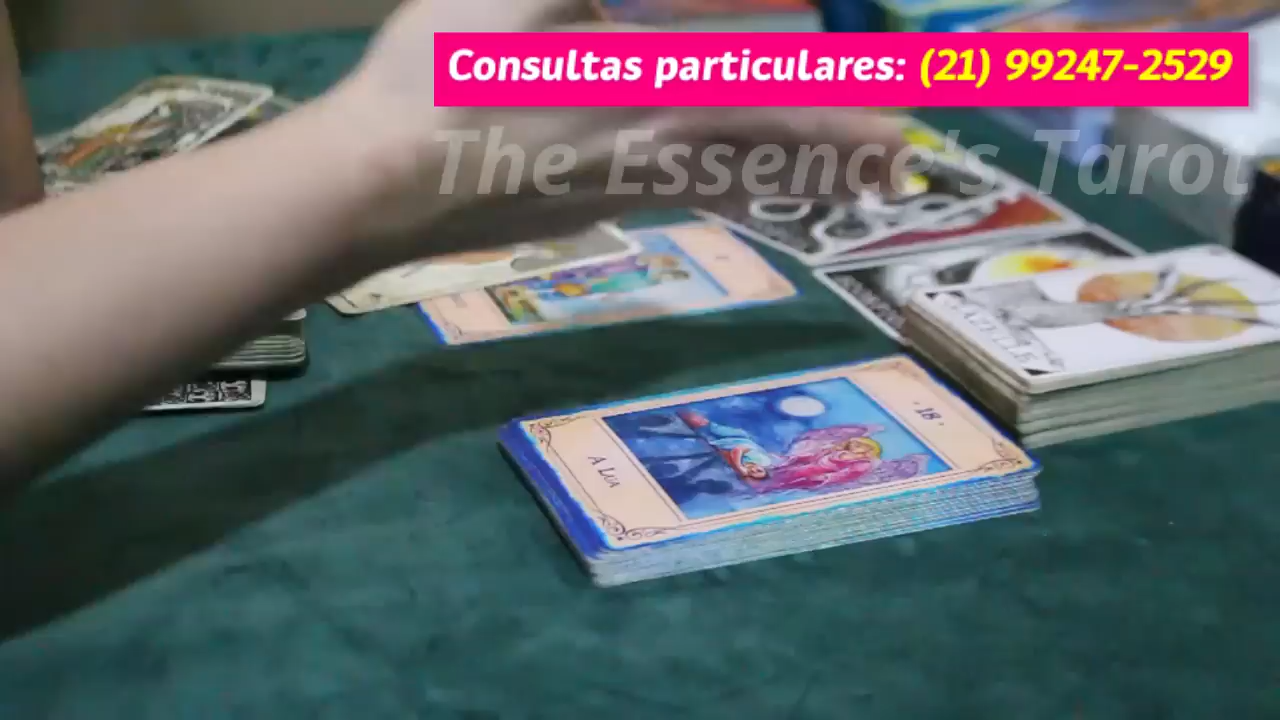 Consultas particulares: (21) 99247-2529
The Essence's Tarot
· 18 ·
A Lua